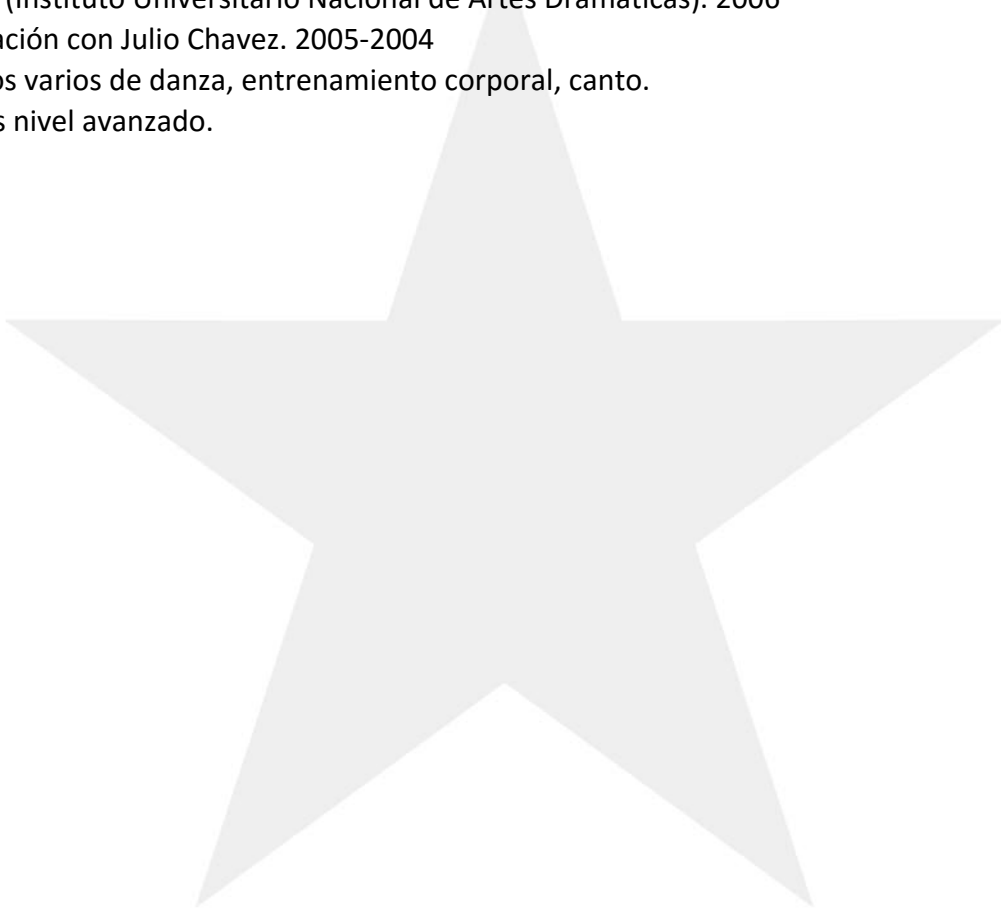 (Instituto Universitario Nacional de Artes Dramáticas). 2006
ación con Julio Chavez. 2005-2004
os varios de danza, entrenamiento corporal, canto.
s nivel avanzado.